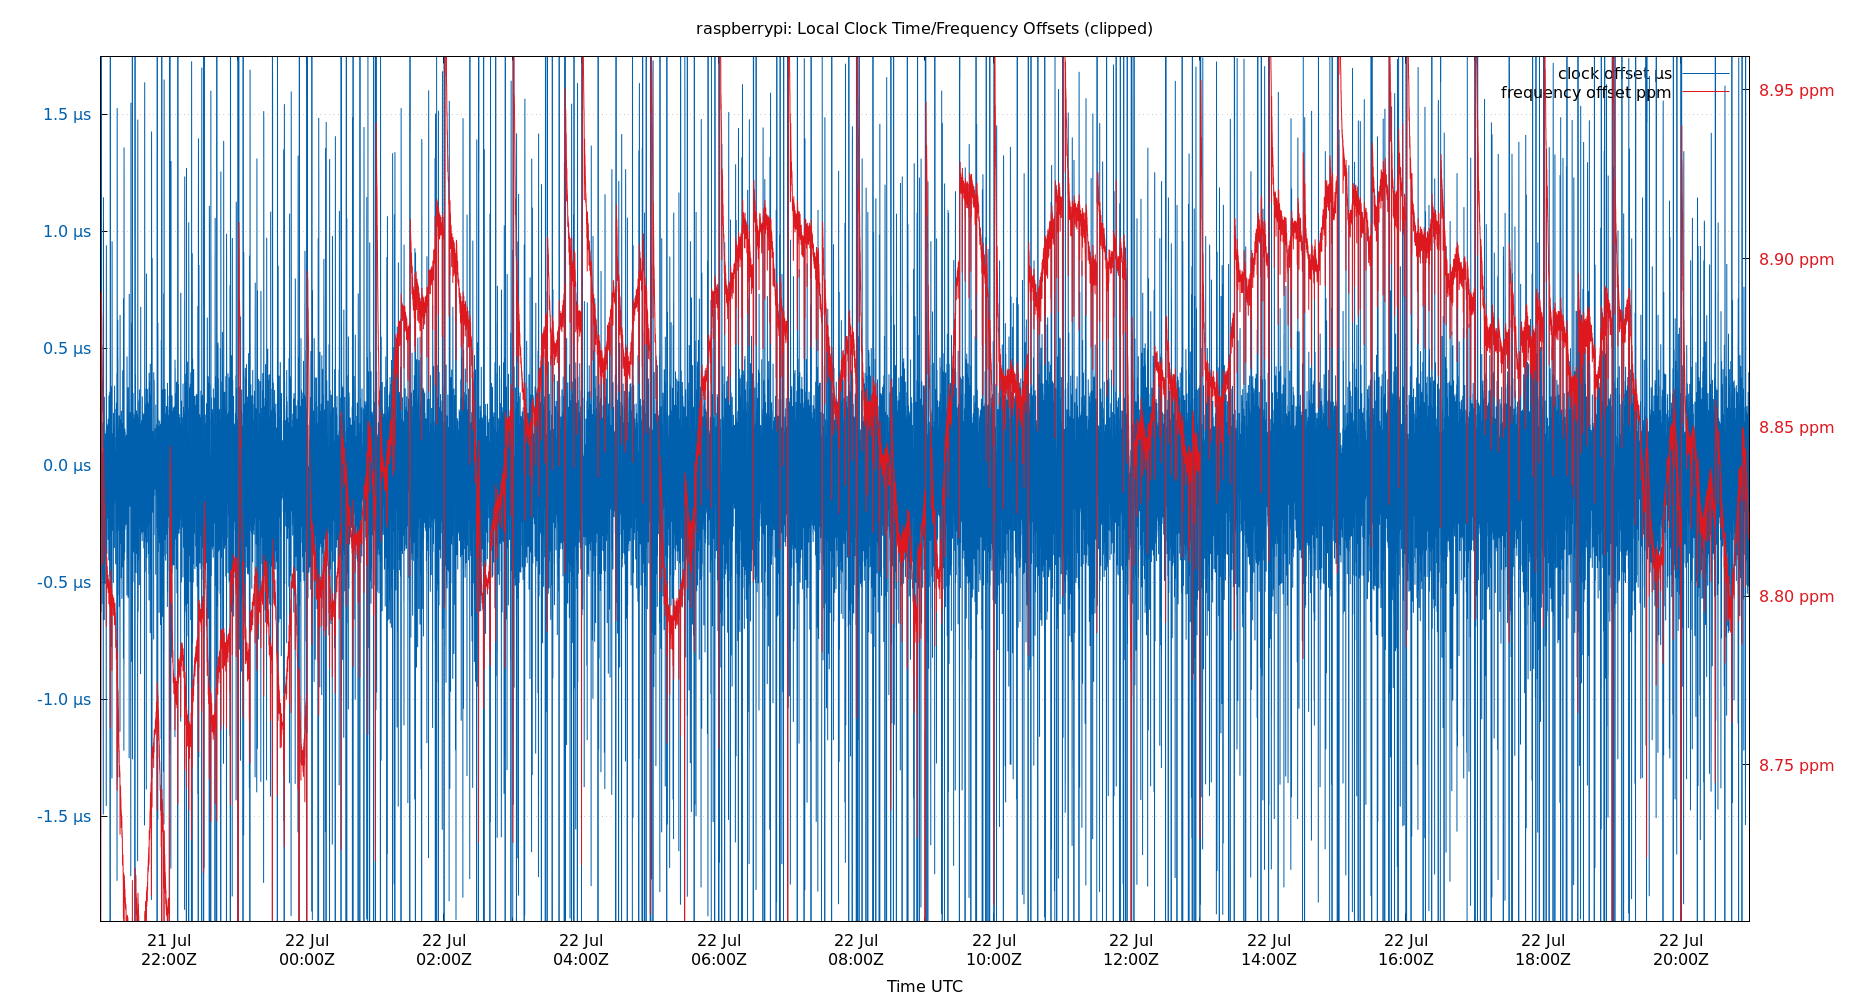 raspberrypi: Local Clock Time/Frequency Offsets (clipped)
clock offset µs
frequency offset ppm
1.5 µs
1.0 µs
0.5 µs
0.0 µs
-0.5 µs
-1.0 µs
-1.5 µs
8.95 ppm
8.90 ppm
8.85 ppm
8.80 ppm
8.75 ppm
21 Jul 22 Jul 22 Jul 22 Jul 22 Jul 22 Jul 22 Jul 22 Jul 22 Jul 22 Jul 22 Jul 22 Jul
22:00Z 00:00Z 02:00Z 04:00Z 06:00Z 08:00Z 10:00Z 12:00Z 14:00Z 16:00Z 18:00Z 20:00Z
Time UTC